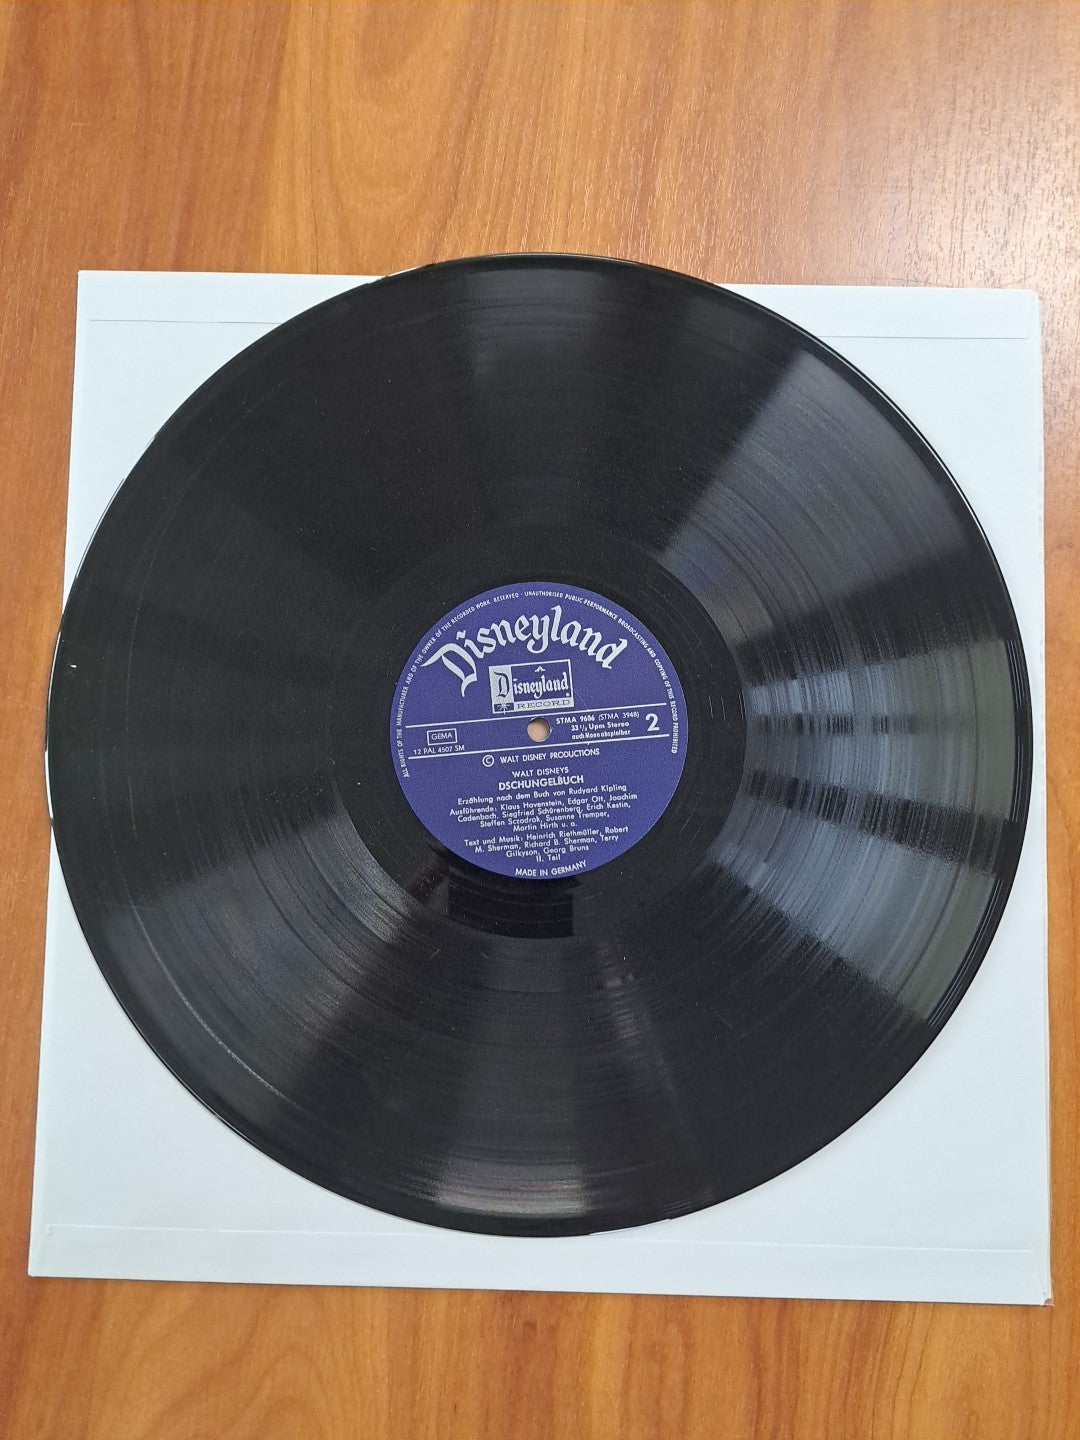 ALL RIGHTS OF THE MANUFACTURER AND OF THE OWNER OF THE RECORDED WORK RESERVED · UNAUTHORISED PUBLIC PERFORMANCE BROADCASTING AND COPYING OF THIS RECORD PROHIBITED
Disneyland
Disneyland
RECORD
GEMA
12 PAL 4507 SM
STMA 9606 (STMA 3948)
33 1/3 Upm Stereo
auch Mono abspielbar
2
© WALT DISNEY PRODUCTIONS
WALT DISNEYS
DSCHUNGELBUCH
Erzählung nach dem Buch von Rudyard Kipling
Ausführende: Klaus Havenstein, Edgar Ott, Joachim
Cadenbach, Siegfried Schürenberg, Erich Kestin,
Steffen Sczodrok, Susanne Tremper,
Martin Hirth u. a.
Text und Musik: Heinrich Riethmüller, Robert
M. Sherman, Richard B. Sherman, Terry
Gilkyson, Georg Bruns
II. Teil
MADE IN GERMANY